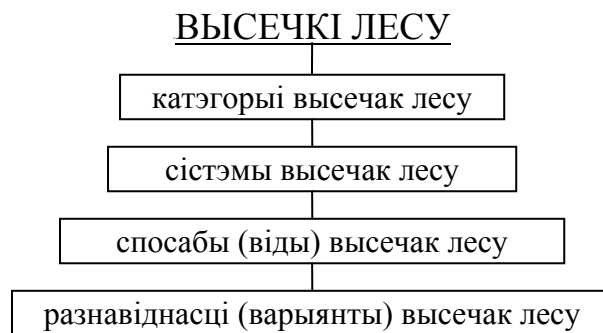 ВЫСЕЧКІ ЛЕСУ
катэгорыі высечак лесу
сістэмы высечак лесу
спосабы (віды) высечак лесу
разнавіднасці (варыянты) высечак лесу